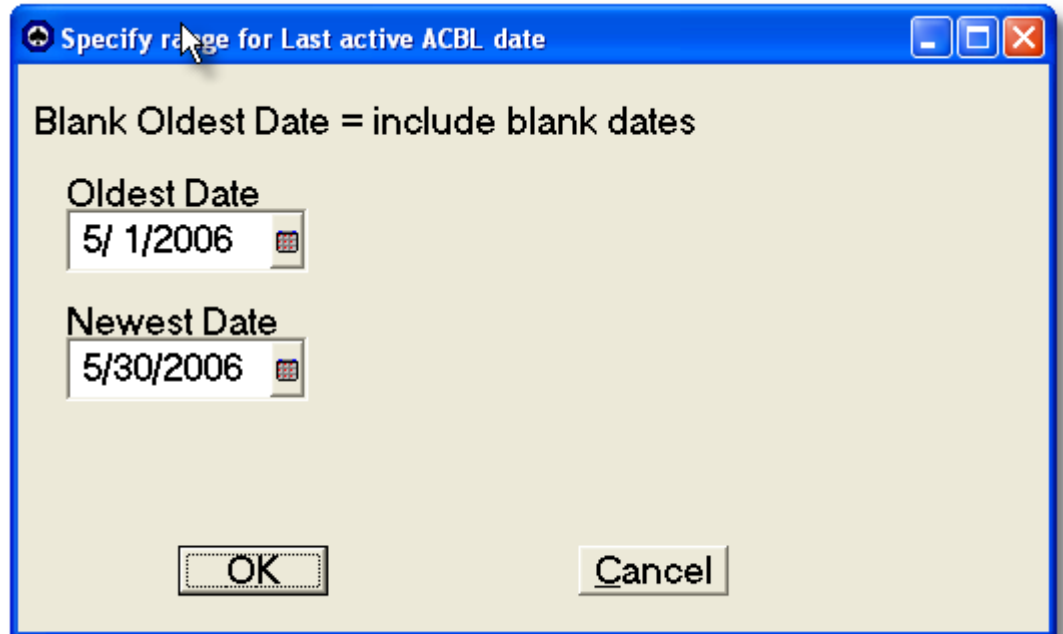 Specify range for Last active ACBL date
Blank Oldest Date = include blank dates
Oldest Date
5/ 1/2006
Newest Date
5/30/2006
OK Cancel